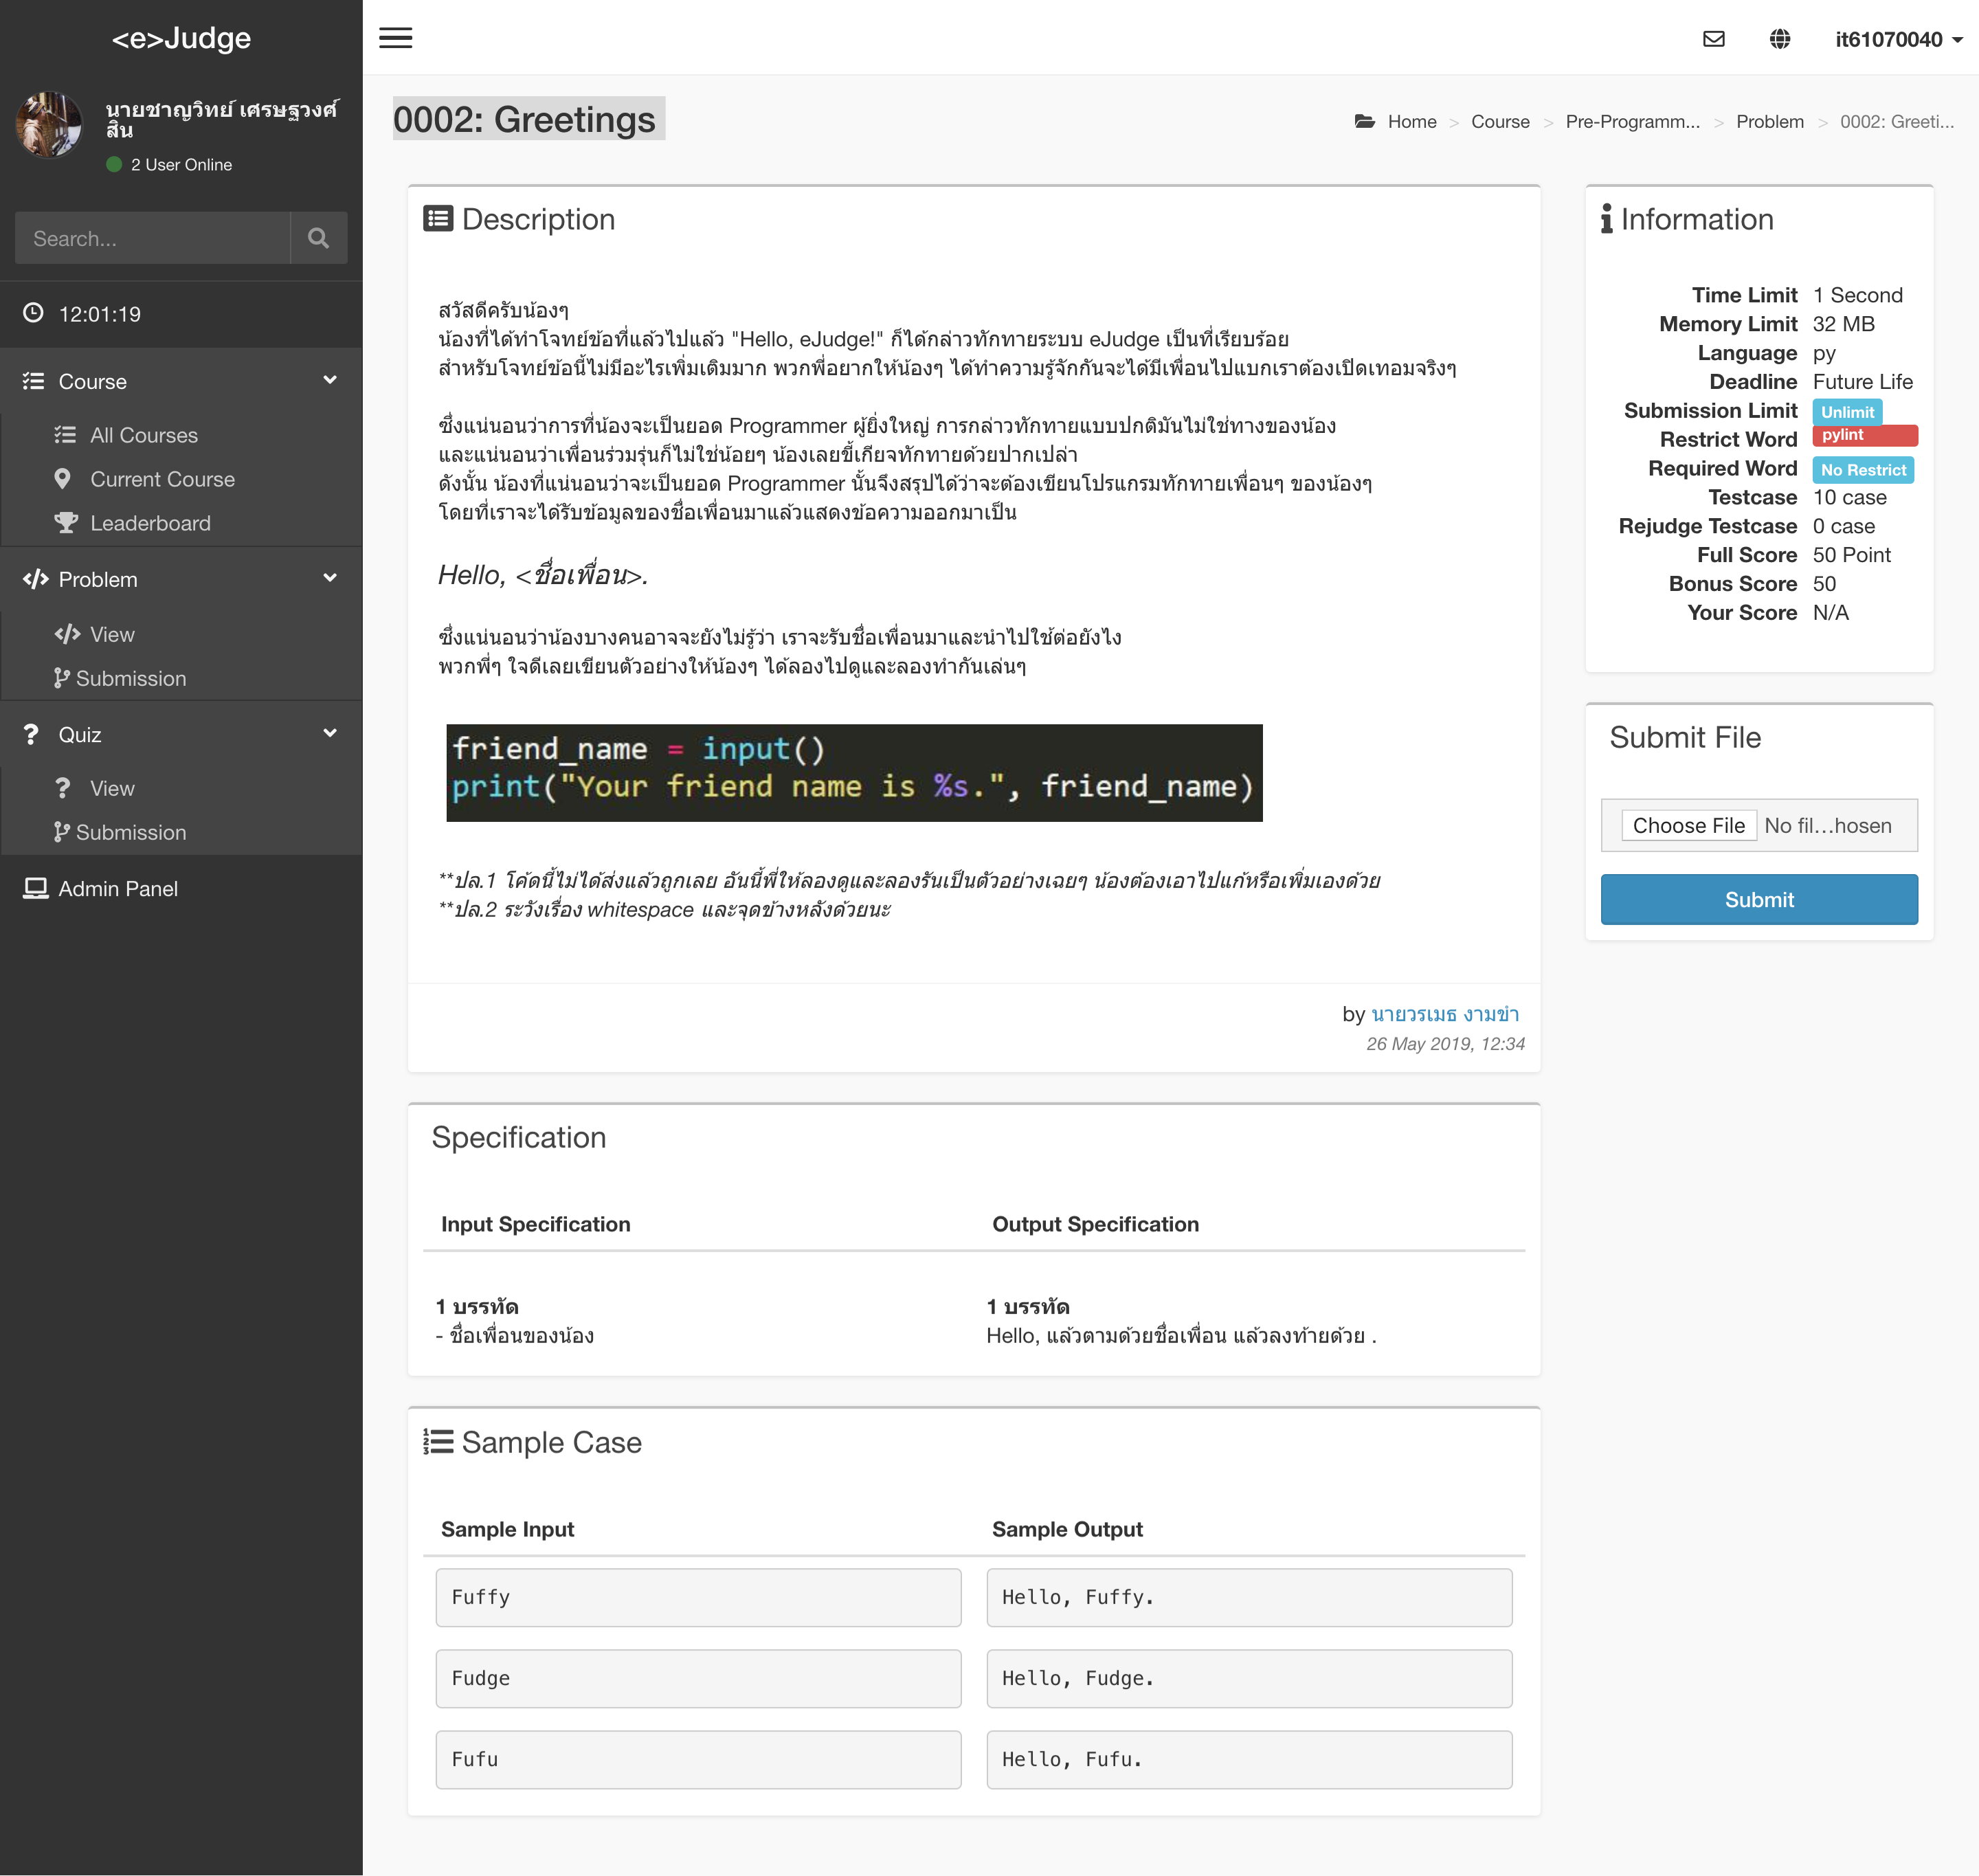 <e>Judge
นายชาญวิทย์ เศรษฐวงศ์
สิน
2 User Online
Search...
12:01:19
Course
All Courses
Current Course
Leaderboard
Problem
View
Submission
Quiz
View
Submission
Admin Panel
it61070040
0002: Greetings
Home > Course > Pre-Programm... > Problem > 0002: Greeti...
Description
สวัสดีครับน้องๆ
น้องที่ได้ทำโจทย์ข้อที่แล้วไปแล้ว "Hello, eJudge!" ก็ได้กล่าวทักทายระบบ eJudge เป็นที่เรียบร้อย
สำหรับโจทย์ข้อนี้ไม่มีอะไรเพิ่มเติมมาก พวกพี่อยากให้น้องๆ ได้ทำความรู้จักกันจะได้มีเพื่อนไปแบกเราต้องเปิดเทอมจริงๆ
ซึ่งแน่นอนว่าการที่น้องจะเป็นยอด Programmer ผู้ยิ่งใหญ่ การกล่าวทักทายแบบปกติมันไม่ใช่ทางของน้อง
และแน่นอนว่าเพื่อนร่วมรุ่นก็ไม่ใช่น้อยๆ น้องเลยขี้เกียจทักทายด้วยปากเปล่า
ดังนั้น น้องที่แน่นอนว่าจะเป็นยอด Programmer นั้นจึงสรุปได้ว่าจะต้องเขียนโปรแกรมทักทายเพื่อนๆ ของน้องๆ
โดยที่เราจะได้รับข้อมูลของชื่อเพื่อนมาแล้วแสดงข้อความออกมาเป็น
Hello, <ชื่อเพื่อน>.
ซึ่งแน่นอนว่าน้องบางคนอาจจะยังไม่รู้ว่า เราจะรับชื่อเพื่อนมาและนำไปใช้ต่อยังไง
พวกพี่ๆ ใจดีเลยเขียนตัวอย่างให้น้องๆ ได้ลองไปดูและลองทำกันเล่นๆ
friend_name = input()
print("Your friend name is %s.", friend_name)
**ปล.1 โค้ดนี้ไม่ได้ส่งแล้วถูกเลย อันนี้พี่ให้ลองดูและลองรันเป็นตัวอย่างเฉยๆ น้องต้องเอาไปแก้หรือเพิ่มเองด้วย
**ปล.2 ระวังเรื่อง whitespace และจุดข้างหลังด้วยนะ
by นายวรเมธ งามขำ
26 May 2019, 12:34
Specification
Input Specification Output Specification
1 บรรทัด 1 บรรทัด
- ชื่อเพื่อนของน้อง Hello, แล้วตามด้วยชื่อเพื่อน แล้วลงท้ายด้วย .
Sample Case
Sample Input Sample Output
Fuffy Hello, Fuffy.
Fudge Hello, Fudge.
Fufu Hello, Fufu.
Information
Time Limit 1 Second
Memory Limit 32 MB
Language py
Deadline Future Life
Submission Limit Unlimit
Restrict Word pylint
Required Word No Restrict
Testcase 10 case
Rejudge Testcase 0 case
Full Score 50 Point
Bonus Score 50
Your Score N/A
Submit File
Choose File No fil...hosen
Submit